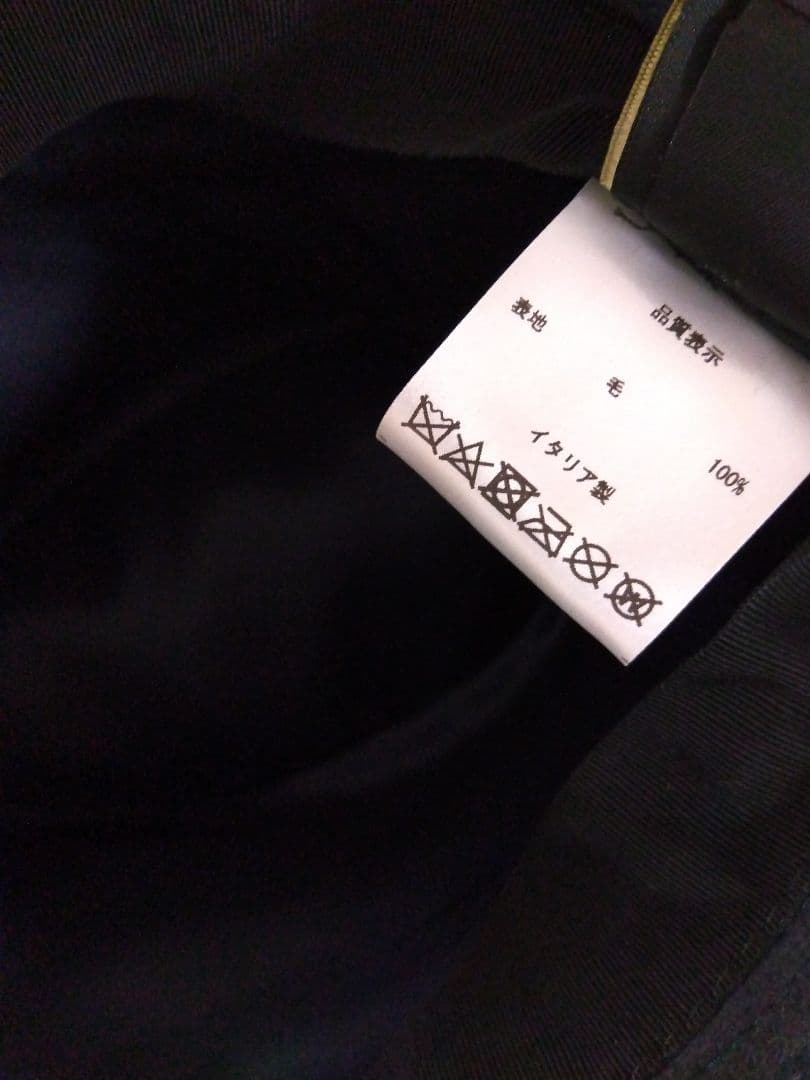 品質表示
表地
毛 100%
イタリア製
W